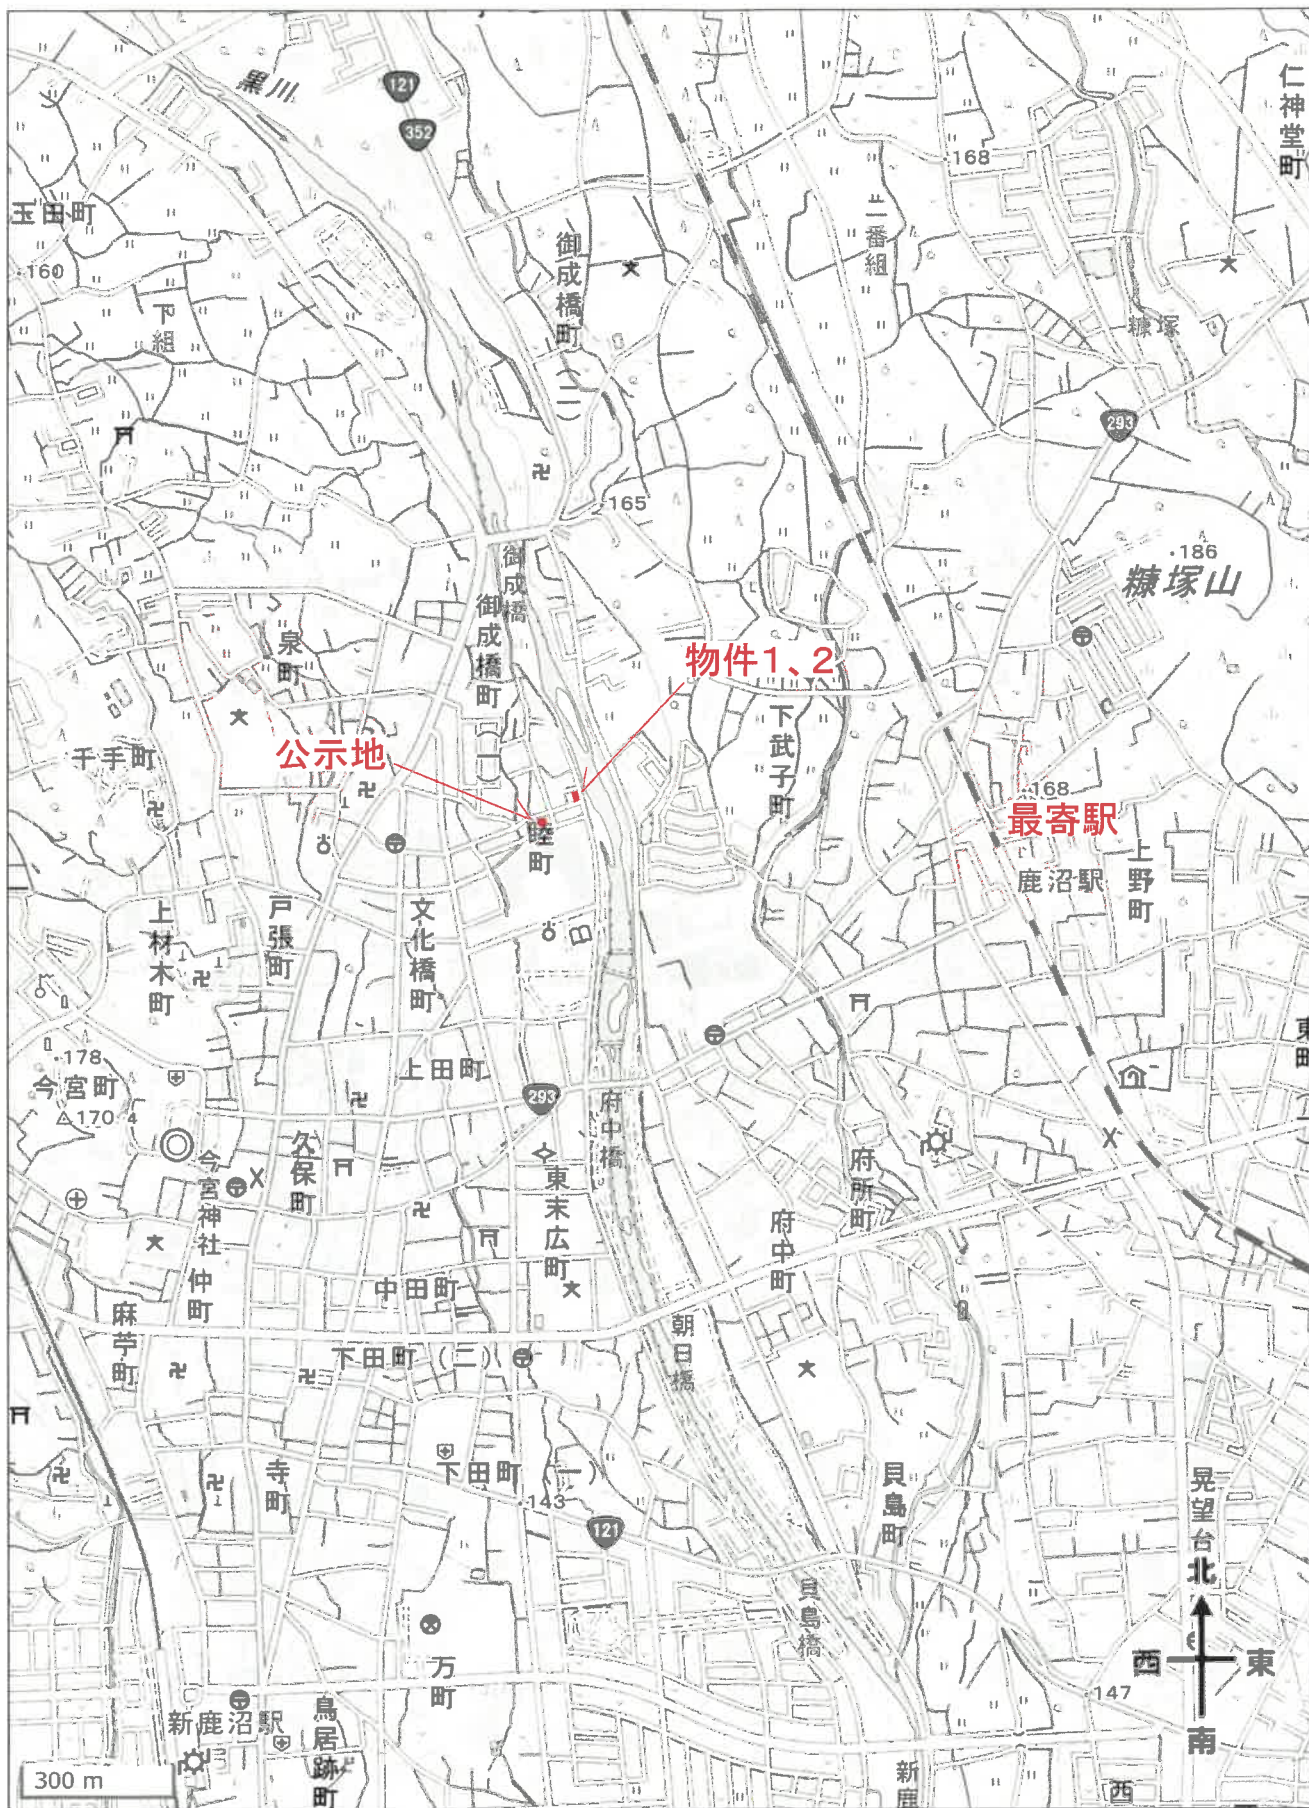 黒川
121
352
仁神堂町
168
二番組
玉田町
160
下組
御成橋町(二)
糠塚
293
165
186
糠塚山
御成橋
御成橋町(一)
泉町
物件1、2
下武子町
千手町
公示地
168
最寄駅
睦町
鹿沼駅
上野町
上材木町
戸張町
文化橋町
178
今宮町
170
4
上田町
293
府中橋
久保町
今宮神社
東末広町
府所町
府中町
仲町
中田町
麻苧町
朝日橋
下田町(二)
寺町
下田町(一)
143
121
貝島町
晃望台
北
西
東
南
貝島橋
万町
147
新鹿沼駅
鳥居跡町
300 m
新鹿
西